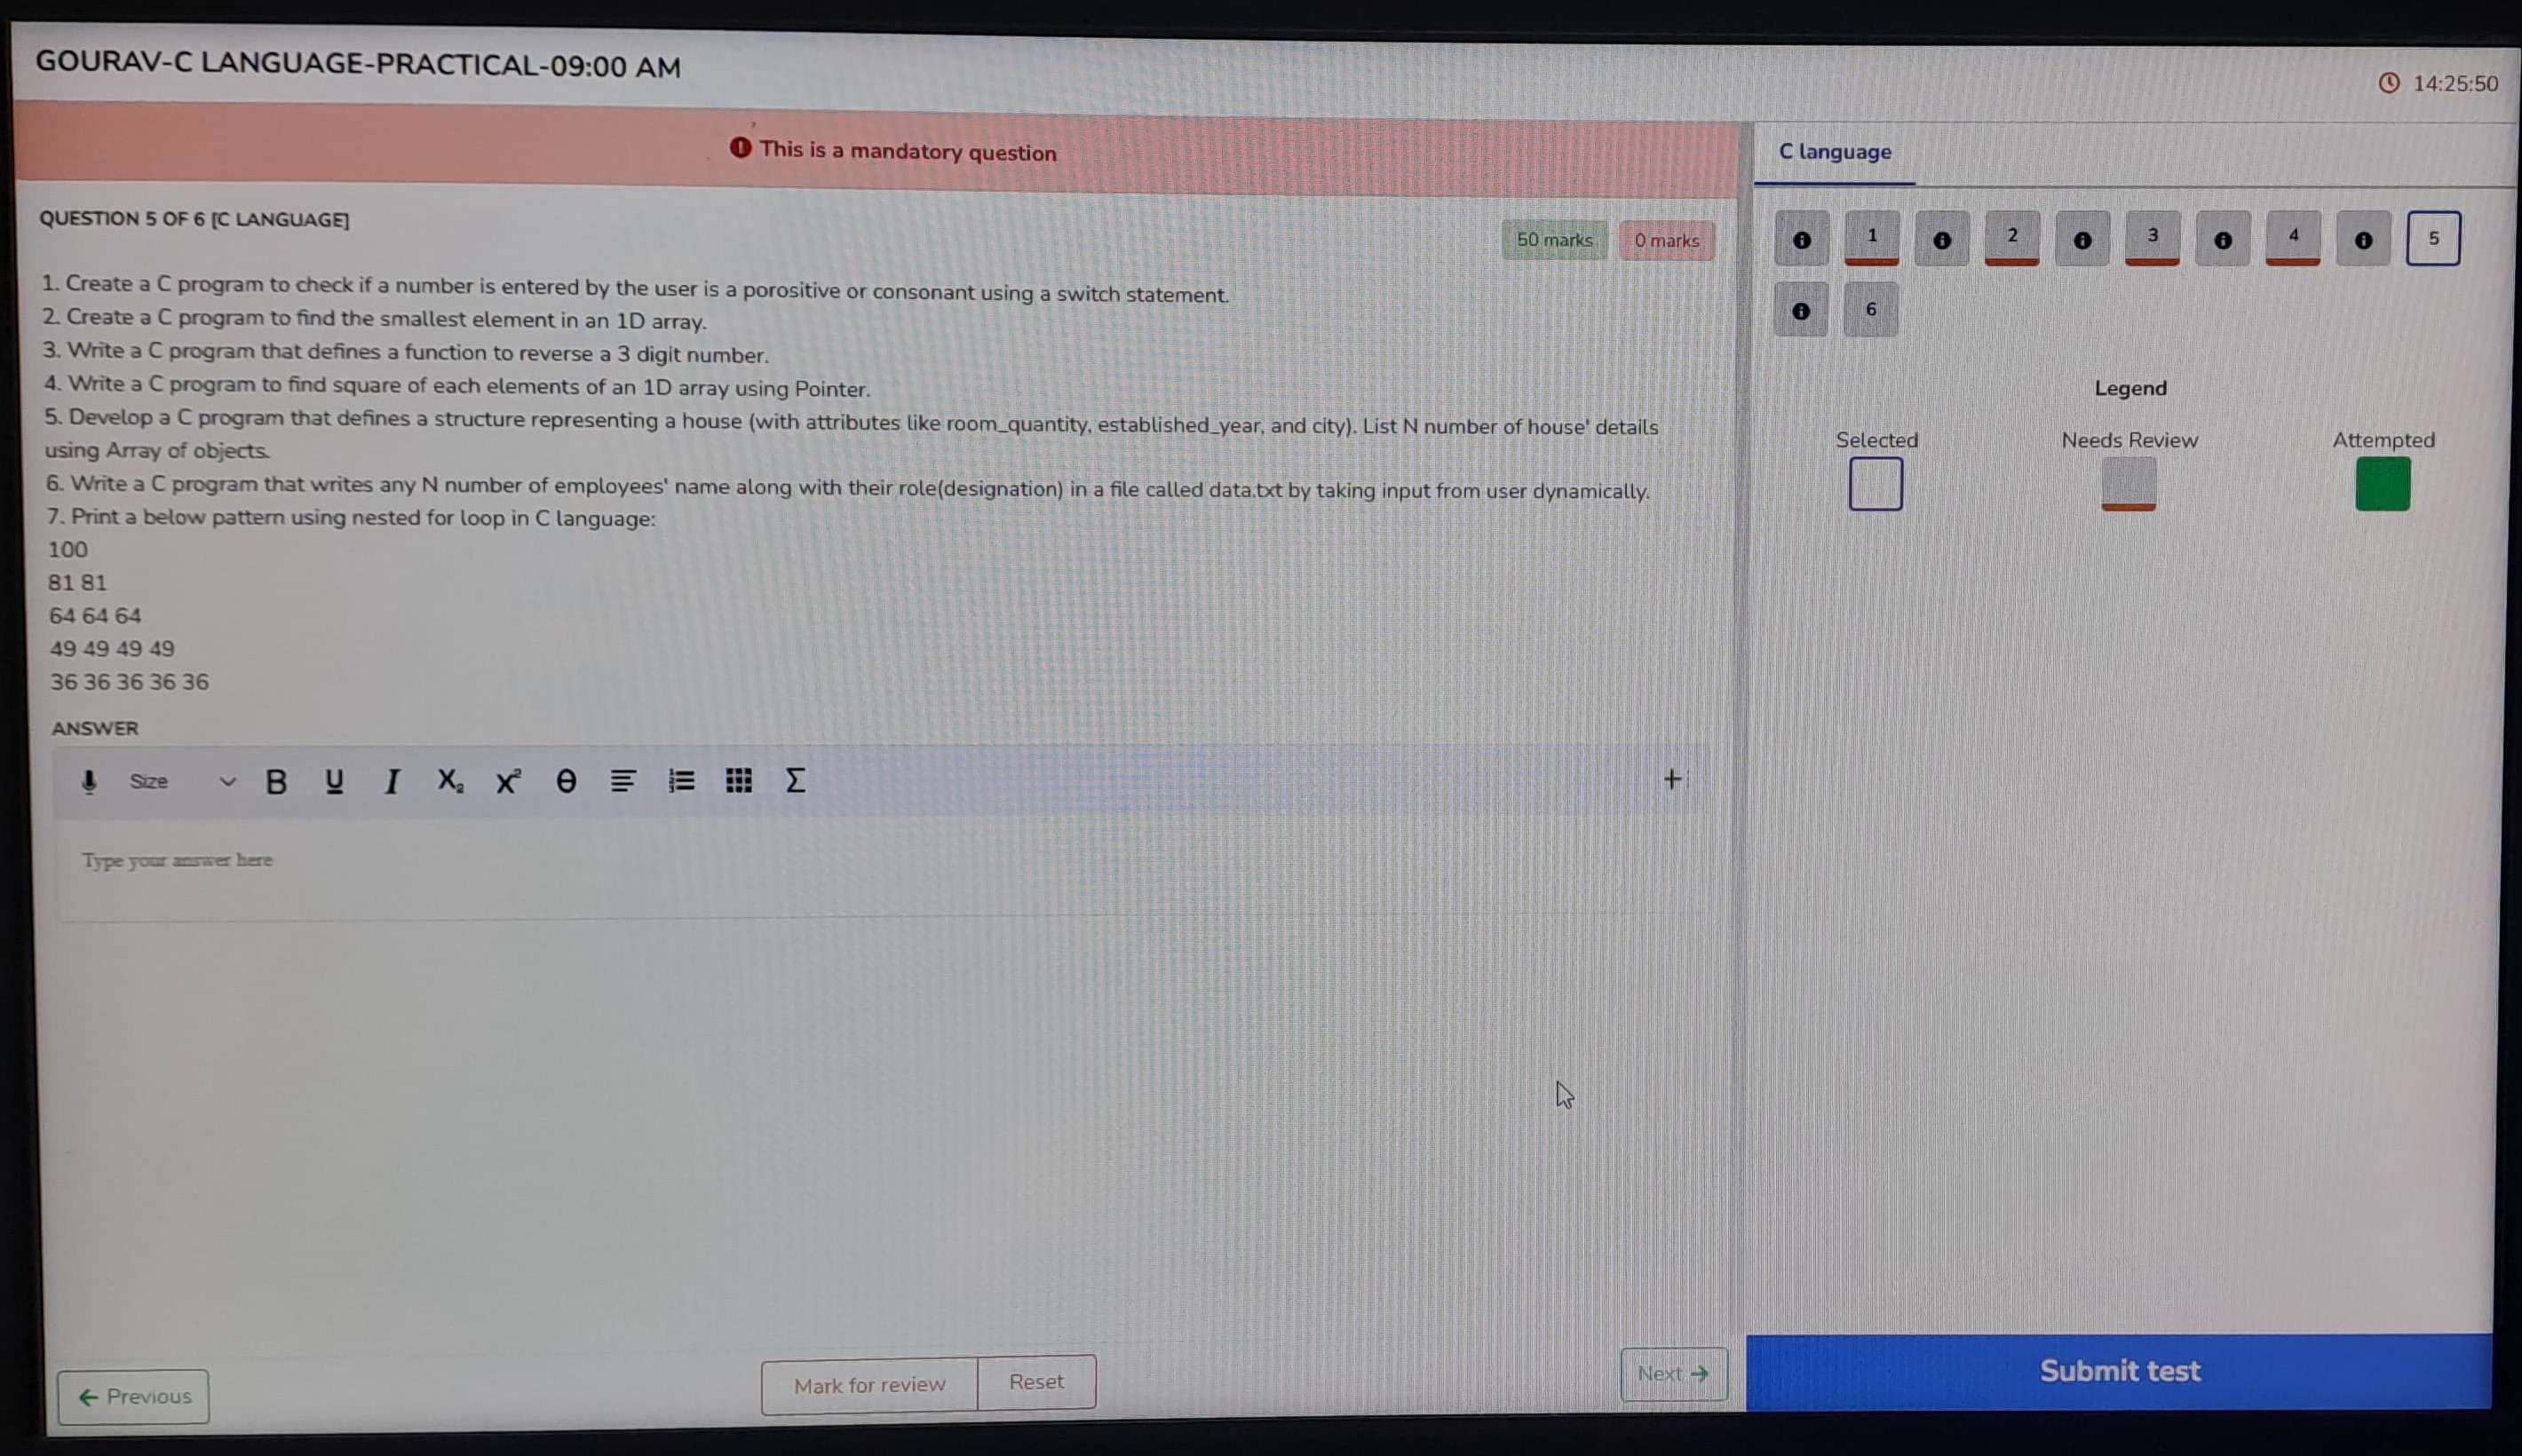 GOURAV-C LANGUAGE-PRACTICAL-09:00 AM
14:25:50
This is a mandatory question
C language
QUESTION 5 OF 6 [C LANGUAGE]
50 marks
0 marks
1
2
3
4
5
6
1. Create a C program to check if a number is entered by the user is a porositive or consonant using a switch statement.
2. Create a C program to find the smallest element in an 1D array.
3. Write a C program that defines a function to reverse a 3 digit number.
4. Write a C program to find square of each elements of an 1D array using Pointer.
5. Develop a C program that defines a structure representing a house (with attributes like room_quantity, established_year, and city). List N number of house' details
using Array of objects.
6. Write a C program that writes any N number of employees' name along with their role(designation) in a file called data.txt by taking input from user dynamically.
7. Print a below pattern using nested for loop in C language:
100
81 81
64 64 64
49 49 49 49
36 36 36 36 36
Legend
Selected
Needs Review
Attempted
ANSWER
Size
B U I X₂ X² Θ Σ +
Type your answer here
← Previous
Mark for review
Reset
Next →
Submit test